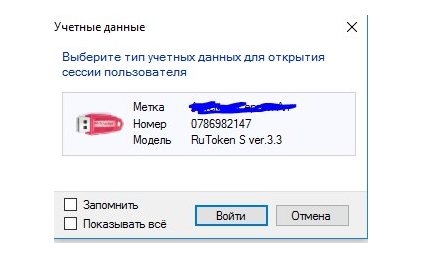 Учетные данные
Выберите тип учетных данных для открытия
сессии пользователя
Метка
Номер 0786982147
Модель RuToken S ver.3.3
Запомнить
Показывать всё
Войти
Отмена